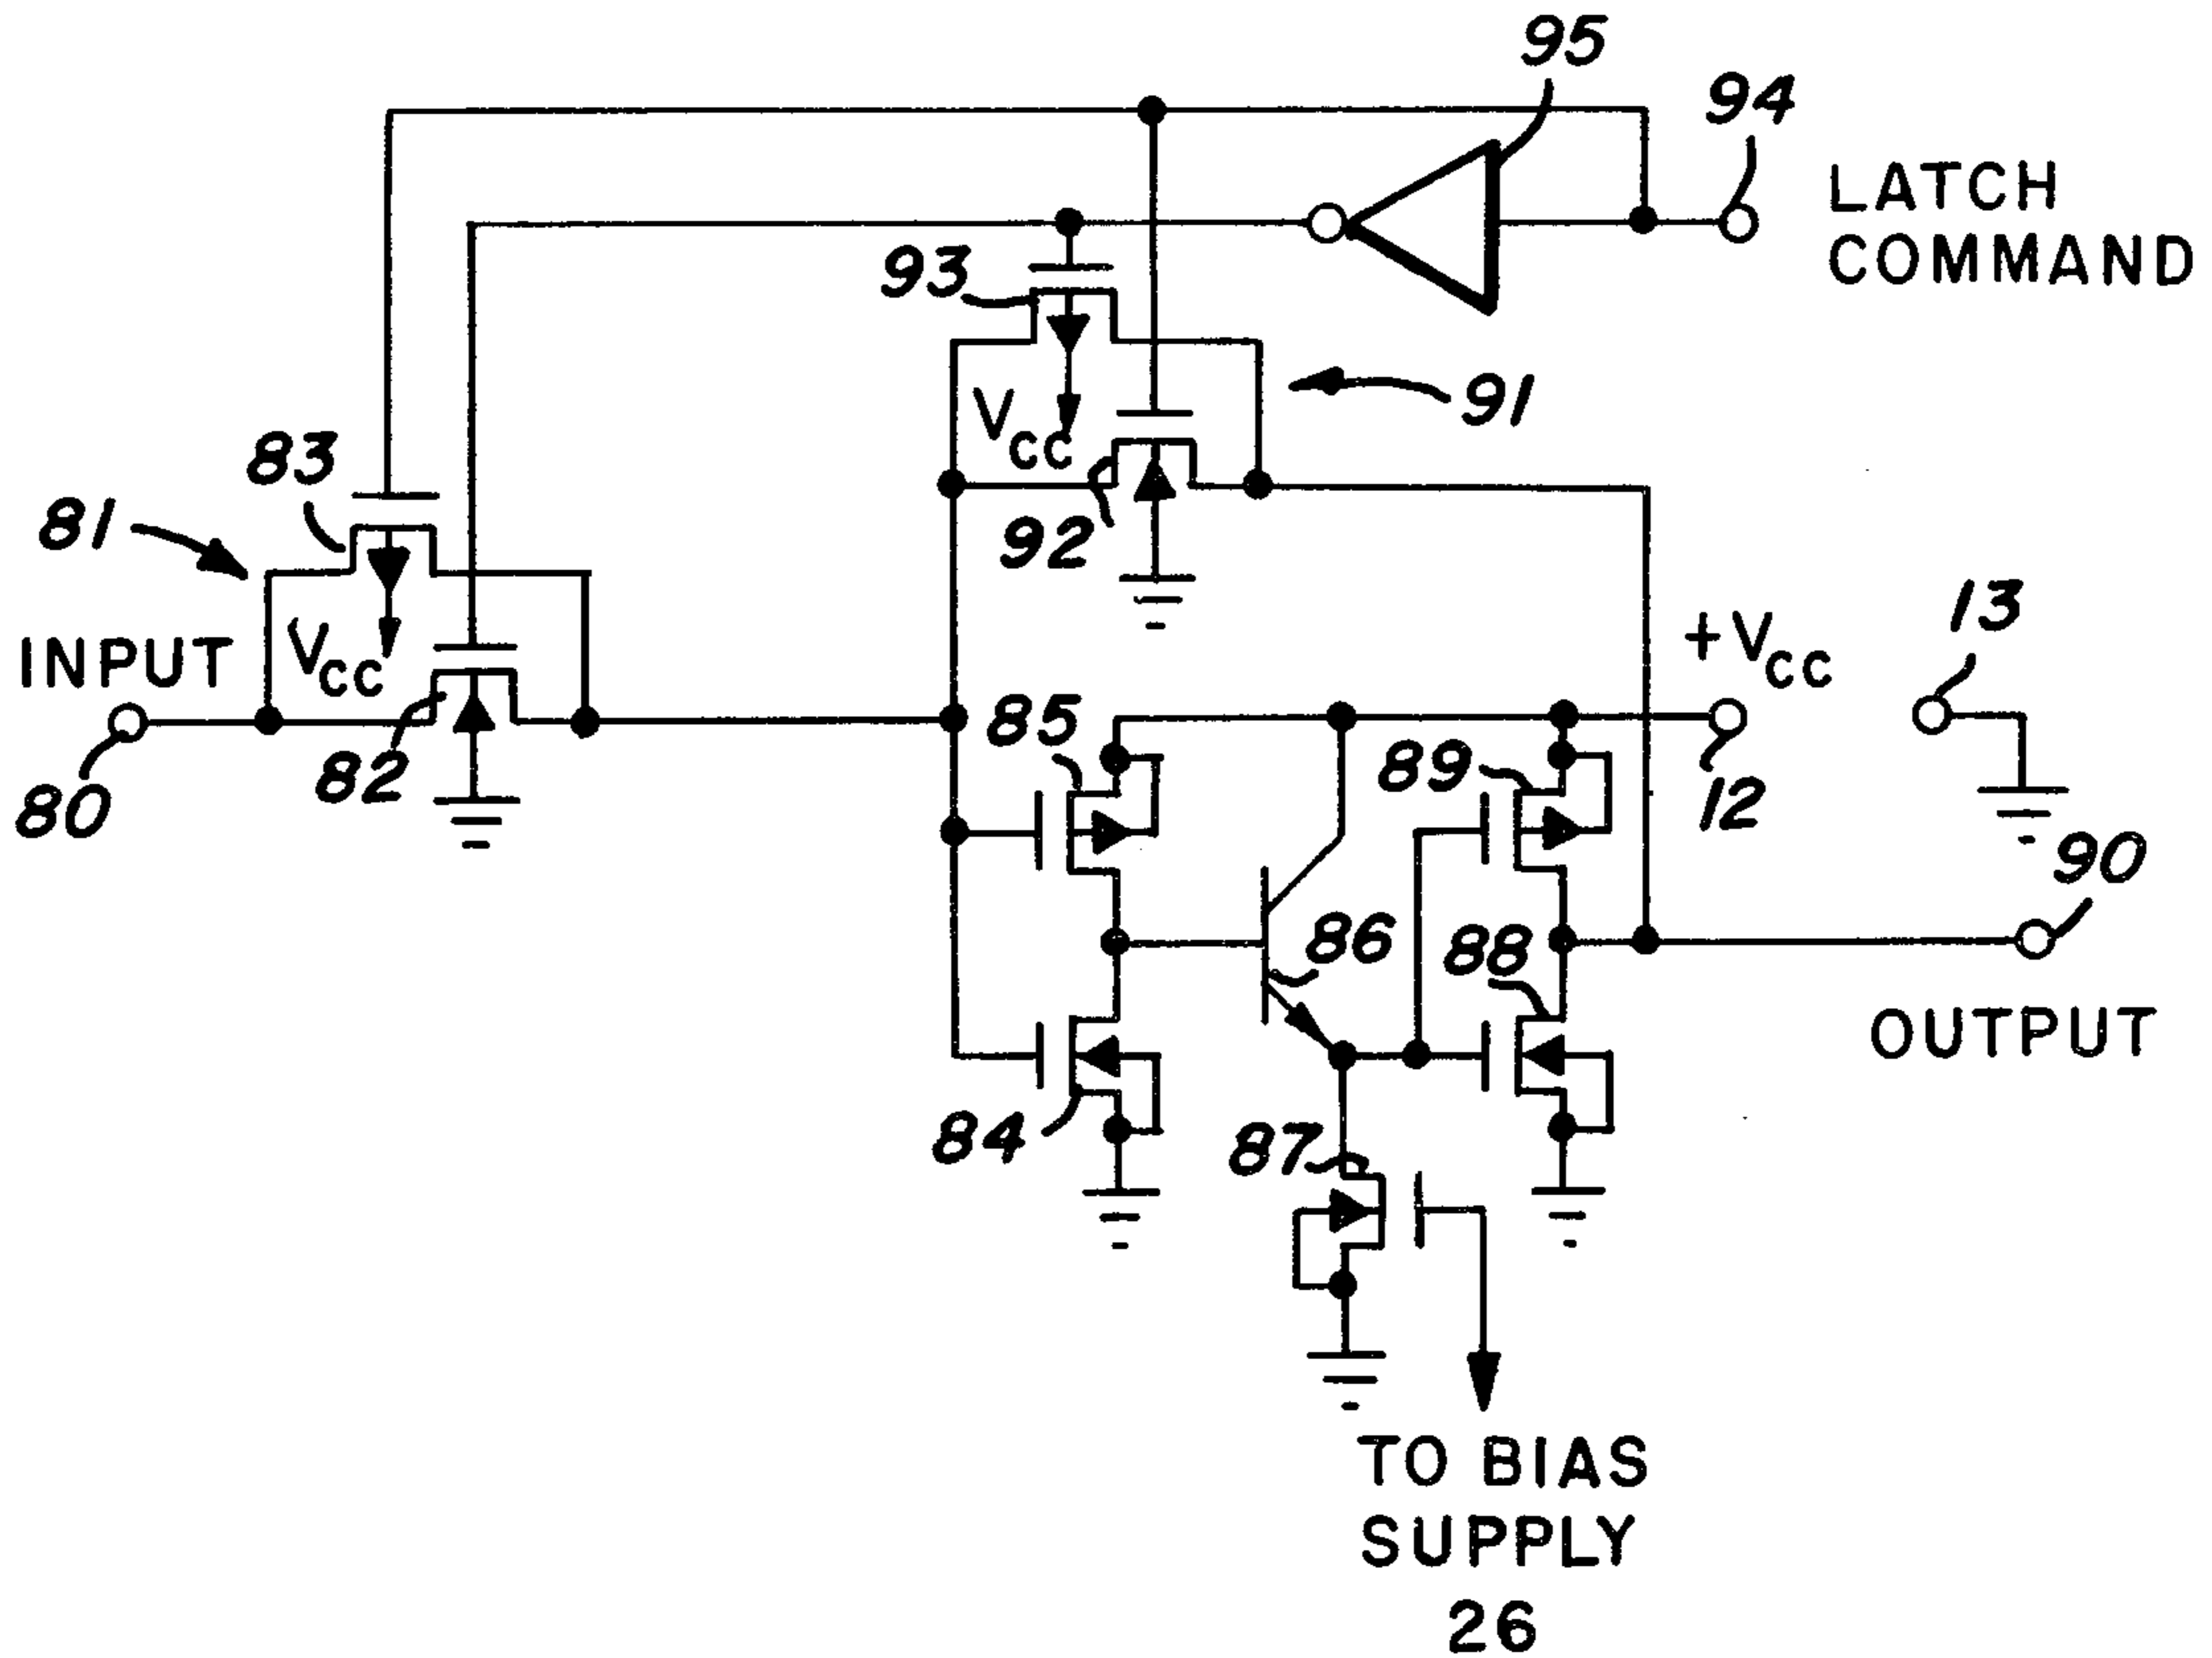 95
94
LATCH
COMMAND
93
91
VCC
92
83
81
VCC
INPUT
82
80
13
+VCC
85
89
12
90
86
88
OUTPUT
84
87
TO BIAS
SUPPLY
26